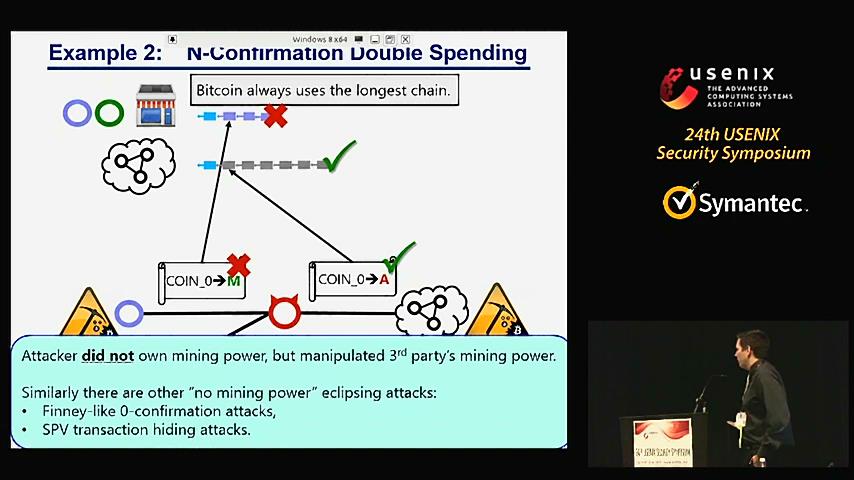 Windows 8 x64
Example 2: N-Confirmation Double Spending
Bitcoin always uses the longest chain.
COIN_0→M
COIN_0→A
Attacker did not own mining power, but manipulated 3rd party's mining power.
Similarly there are other "no mining power" eclipsing attacks:
• Finney-like 0-confirmation attacks,
• SPV transaction hiding attacks.
usenix
THE ADVANCED
COMPUTING SYSTEMS
ASSOCIATION
24th USENIX
Security Symposium
Symantec.